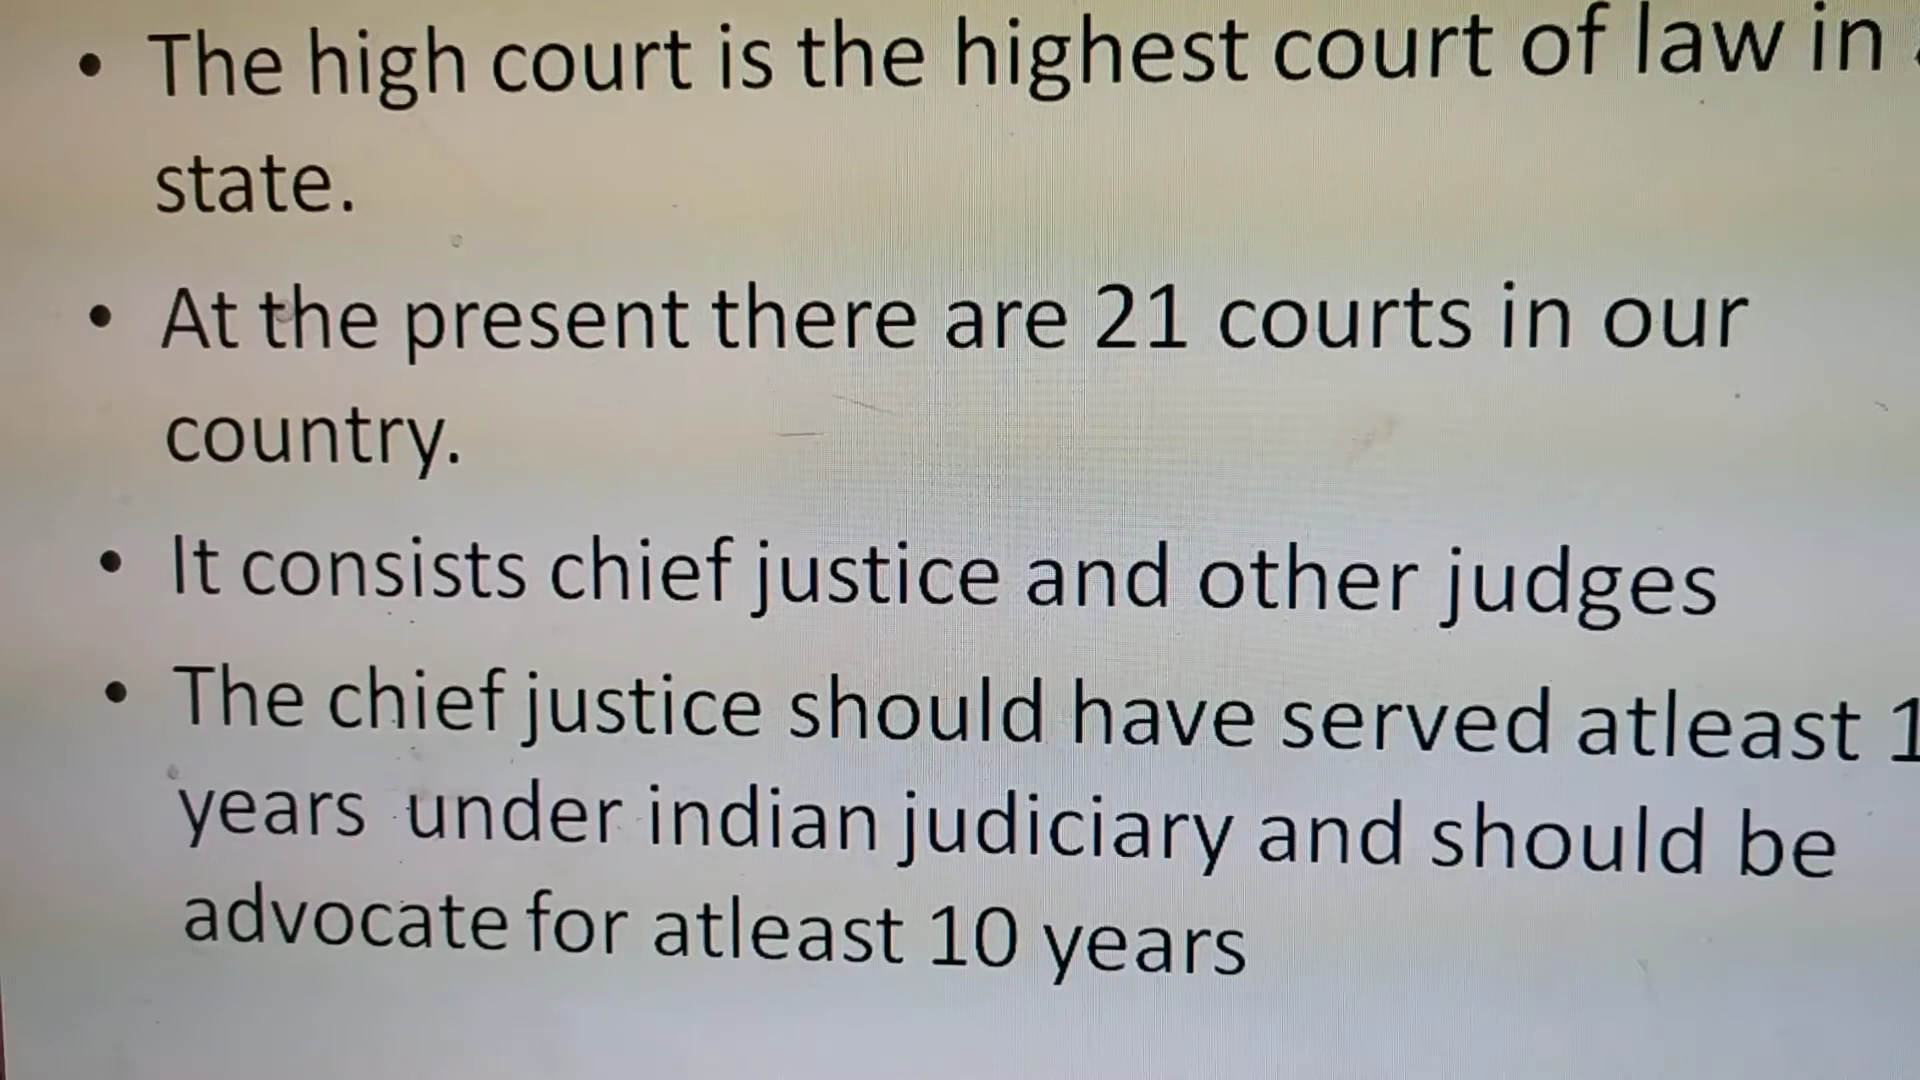 • The high court is the highest court of law in
state.
• At the present there are 21 courts in our
country.
• It consists chief justice and other judges
• The chief justice should have served atleast 1
years under indian judiciary and should be
advocate for atleast 10 years